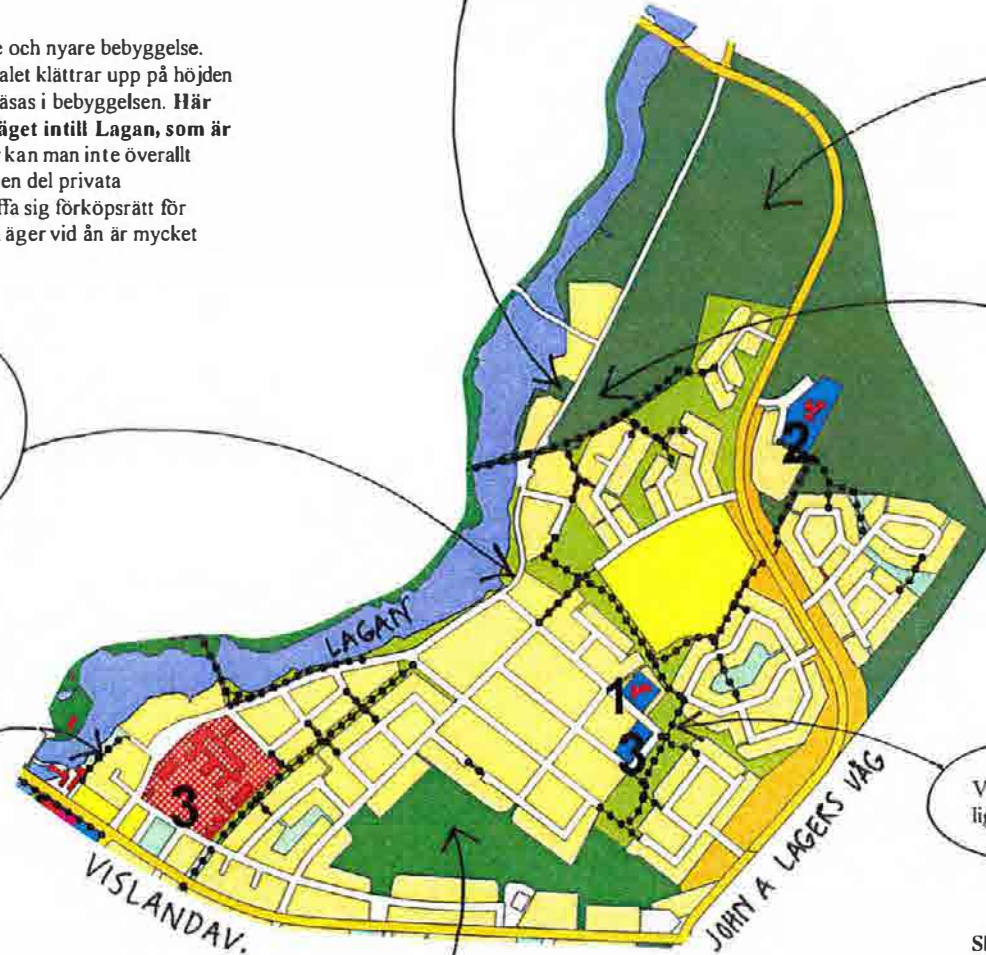 e och nyare bebyggelse.
alet klättrar upp på höjden
äsas i bebyggelsen. Här
äget intill Lagan, som är
kan man inte överallt
en del privata
ffa sig förköpsrätt för
äger vid ån är mycket
2
LAGAN
1
3
3
VISLANDAV.
JOHN A LAGERS VÄG
V
lig